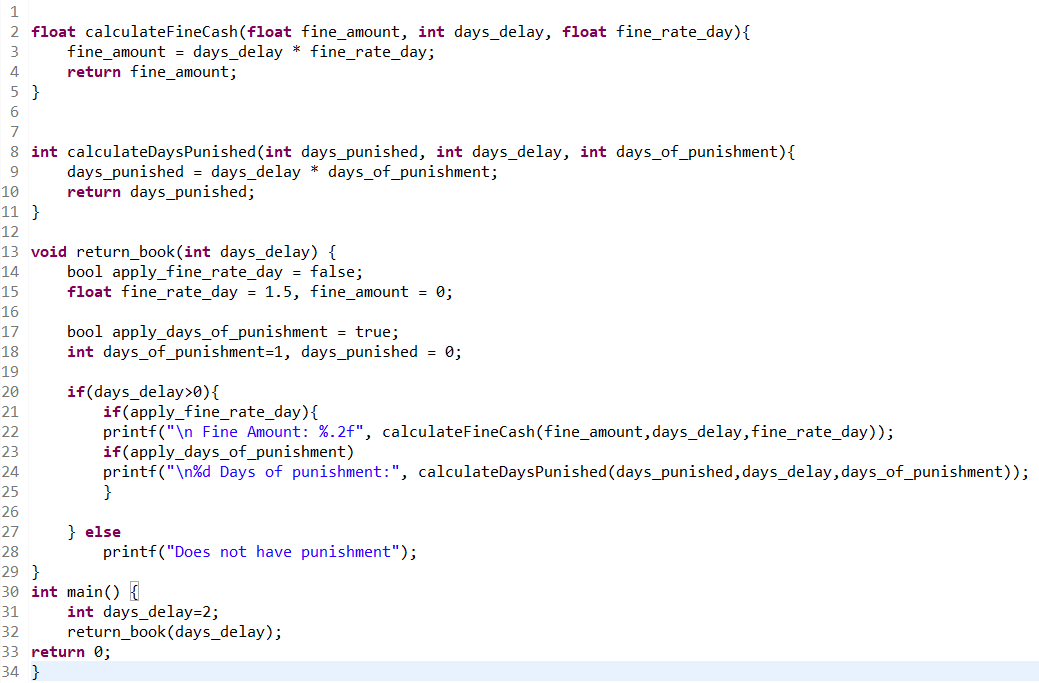 1
2 float calculateFineCash(float fine_amount, int days_delay, float fine_rate_day){
3     fine_amount = days_delay * fine_rate_day;
4     return fine_amount;
5 }
6
7
8 int calculateDaysPunished(int days_punished, int days_delay, int days_of_punishment){
9     days_punished = days_delay * days_of_punishment;
10     return days_punished;
11 }
12
13 void return_book(int days_delay) {
14     bool apply_fine_rate_day = false;
15     float fine_rate_day = 1.5, fine_amount = 0;
16
17     bool apply_days_of_punishment = true;
18     int days_of_punishment=1, days_punished = 0;
19
20     if(days_delay>0){
21         if(apply_fine_rate_day){
22         printf("\n Fine Amount: %.2f", calculateFineCash(fine_amount,days_delay,fine_rate_day));
23         if(apply_days_of_punishment)
24         printf("\n%d Days of punishment:", calculateDaysPunished(days_punished,days_delay,days_of_punishment));
25         }
26
27     } else
28         printf("Does not have punishment");
29 }
30 int main() {
31     int days_delay=2;
32     return_book(days_delay);
33 return 0;
34 }